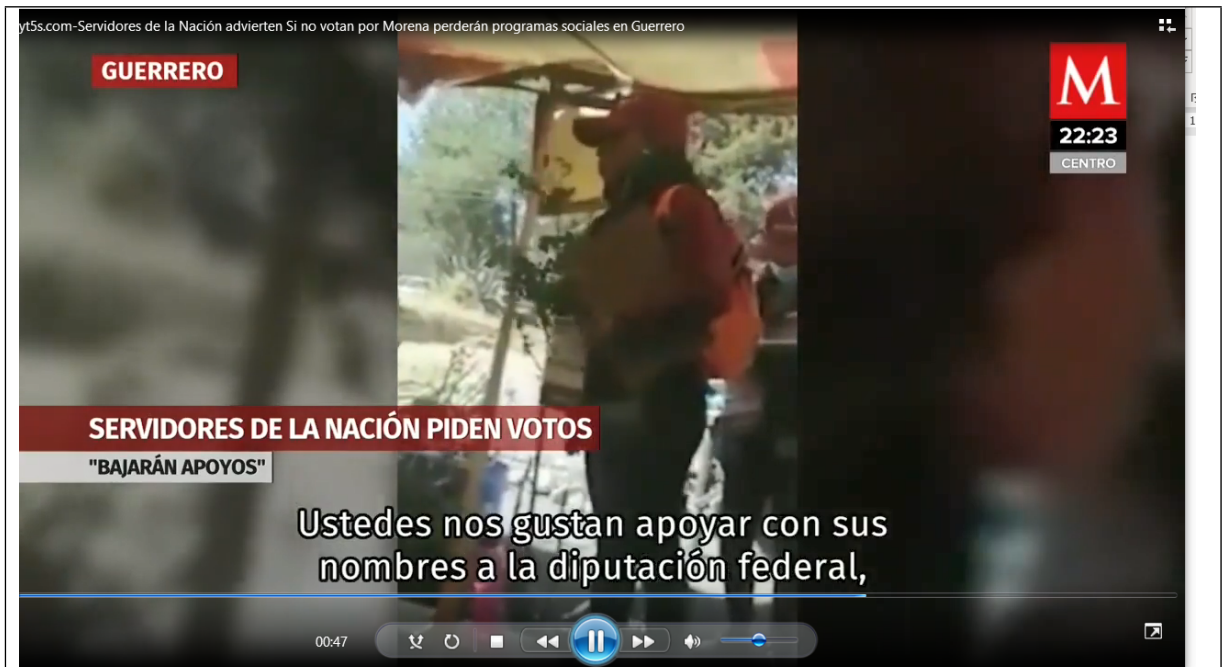 yt5s.com-Servidores de la Nación advierten Si no votan por Morena perderán programas sociales en Guerrero
GUERRERO
M
22:23
CENTRO
1
SERVIDORES DE LA NACIÓN PIDEN VOTOS
"BAJARÁN APOYOS"
Ustedes nos gustan apoyar con sus
nombres a la diputación federal,
00:47